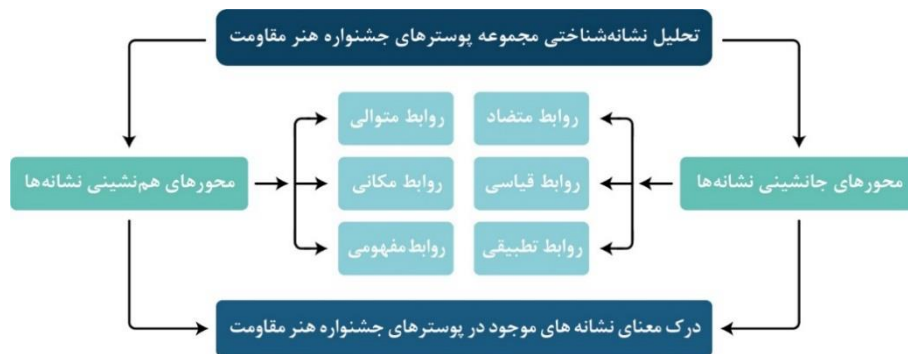 تحلیل نشانه‌شناختی مجموعه پوسترهای جشنواره هنر مقاومت
روابط متضاد
روابط متوالی
محورهای جانشینی نشانه‌ها
روابط قیاسی
روابط مکانی
محورهای هم‌نشینی نشانه‌ها
روابط تطبیقی
روابط مفهومی
درک معنای نشانه های موجود در پوسترهای جشنواره هنر مقاومت